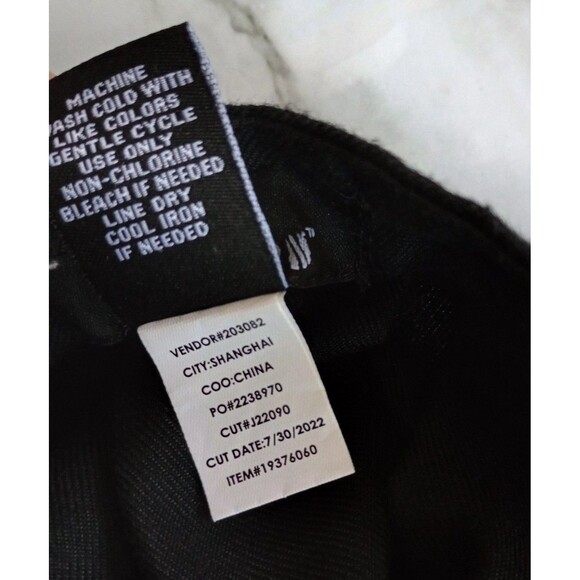 MACHINE
WASH COLD WITH
LIKE COLORS
GENTLE CYCLE
USE ONLY
NON-CHLORINE
BLEACH IF NEEDED
LINE DRY
COOL IRON
IF NEEDED
VENDOR#203082
CITY:SHANGHAI
COO:CHINA
PO#2238970
CUT#J22090
CUT DATE:7/30/2022
ITEM#19376060